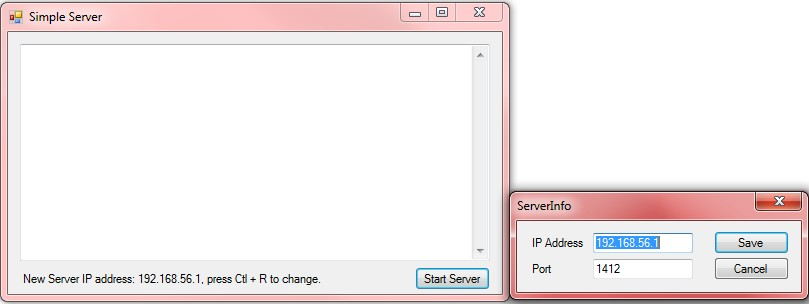 Simple Server
New Server IP address: 192.168.56.1, press Ctl + R to change.
Start Server
ServerInfo
IP Address
192.168.56.1
Save
Port
1412
Cancel